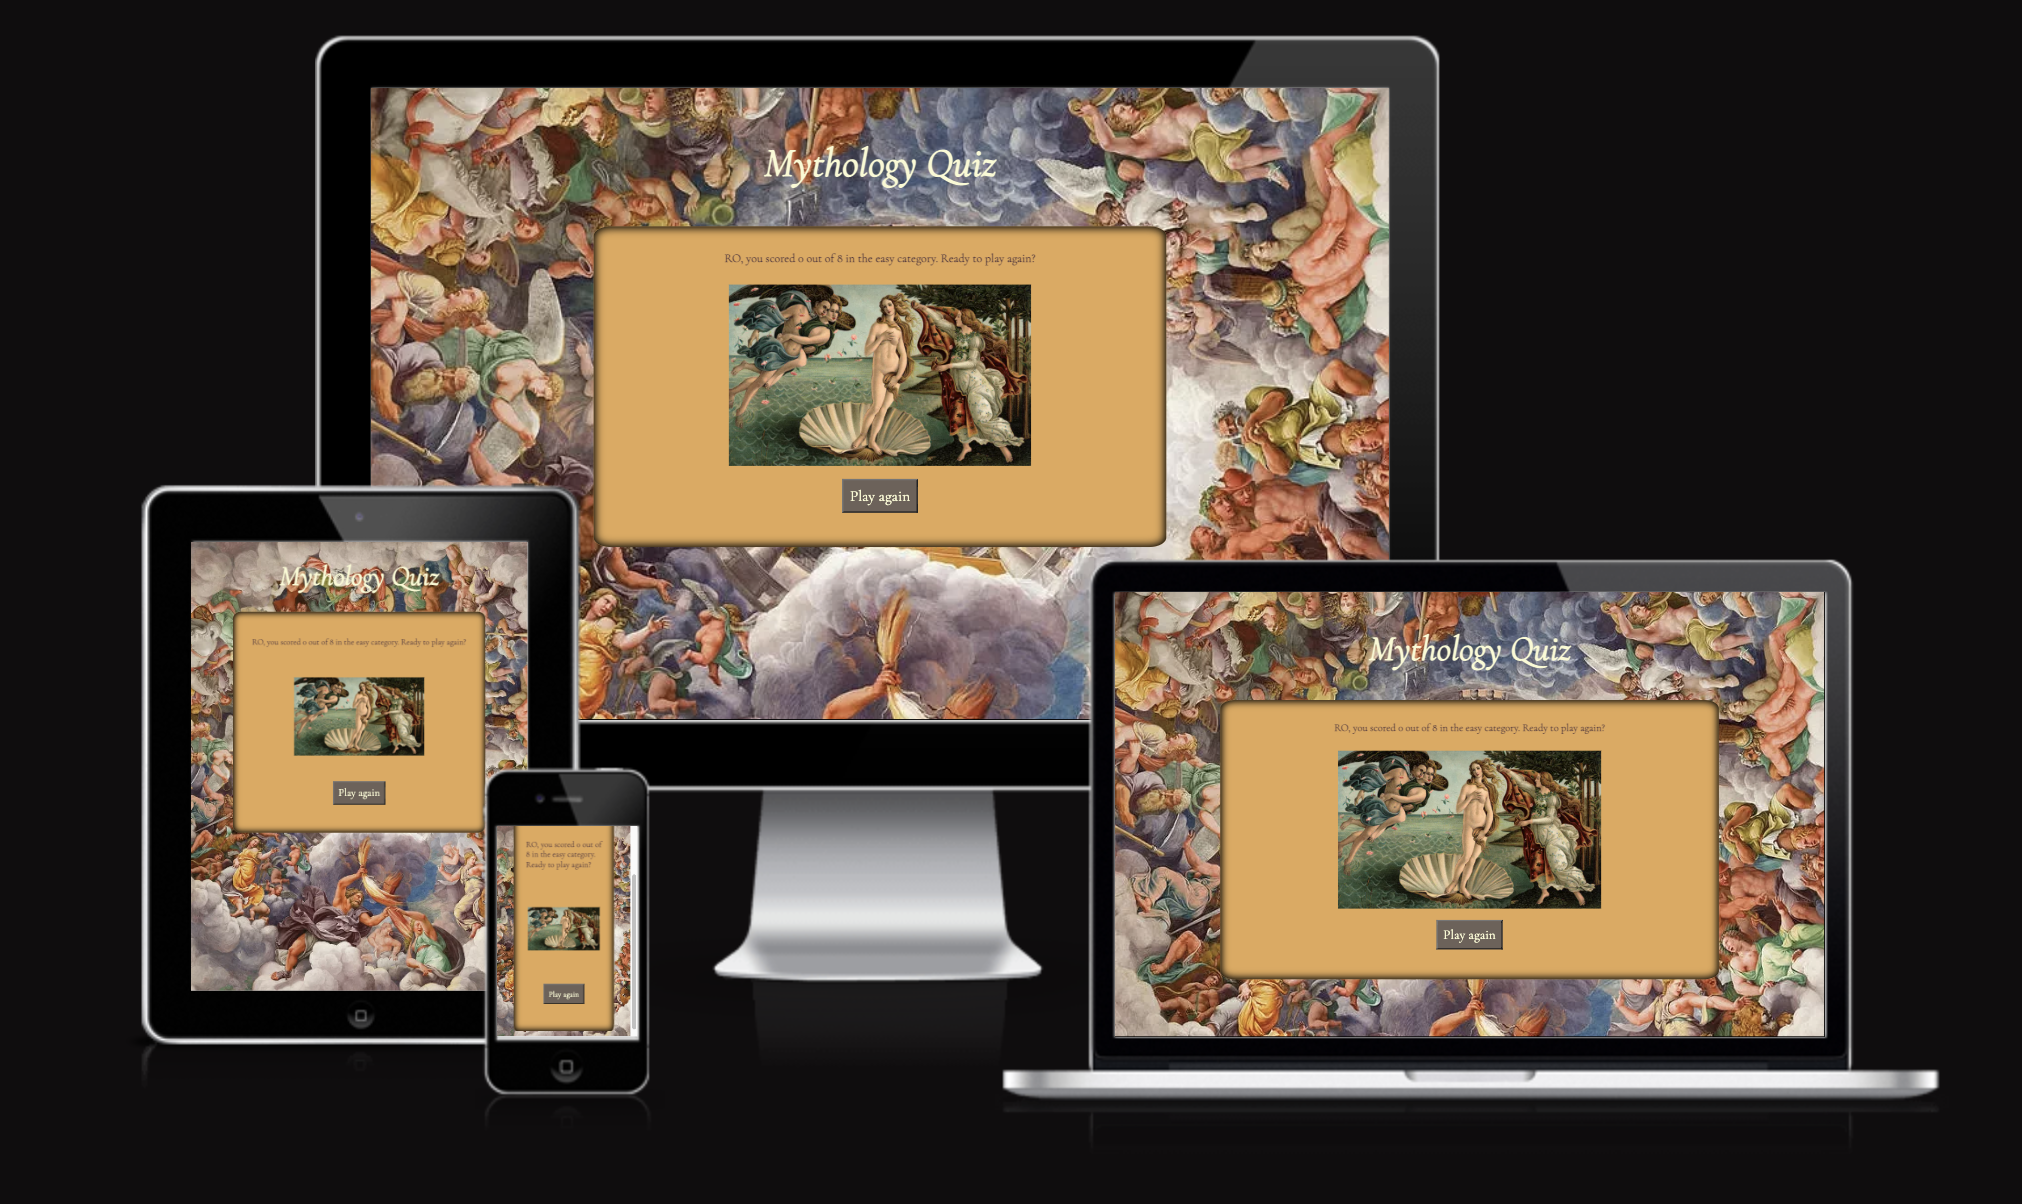 Mythology Quiz
RO, you scored 0 out of 8 in the easy category. Ready to play again?
Play again
Mythology Quiz
RO, you scored 0 out of 8 in the easy category. Ready to play again?
Play again
RO, you scored 0 out of
8 in the easy category.
Ready to play again?
Play again
Mythology Quiz
RO, you scored 0 out of 8 in the easy category. Ready to play again?
Play again